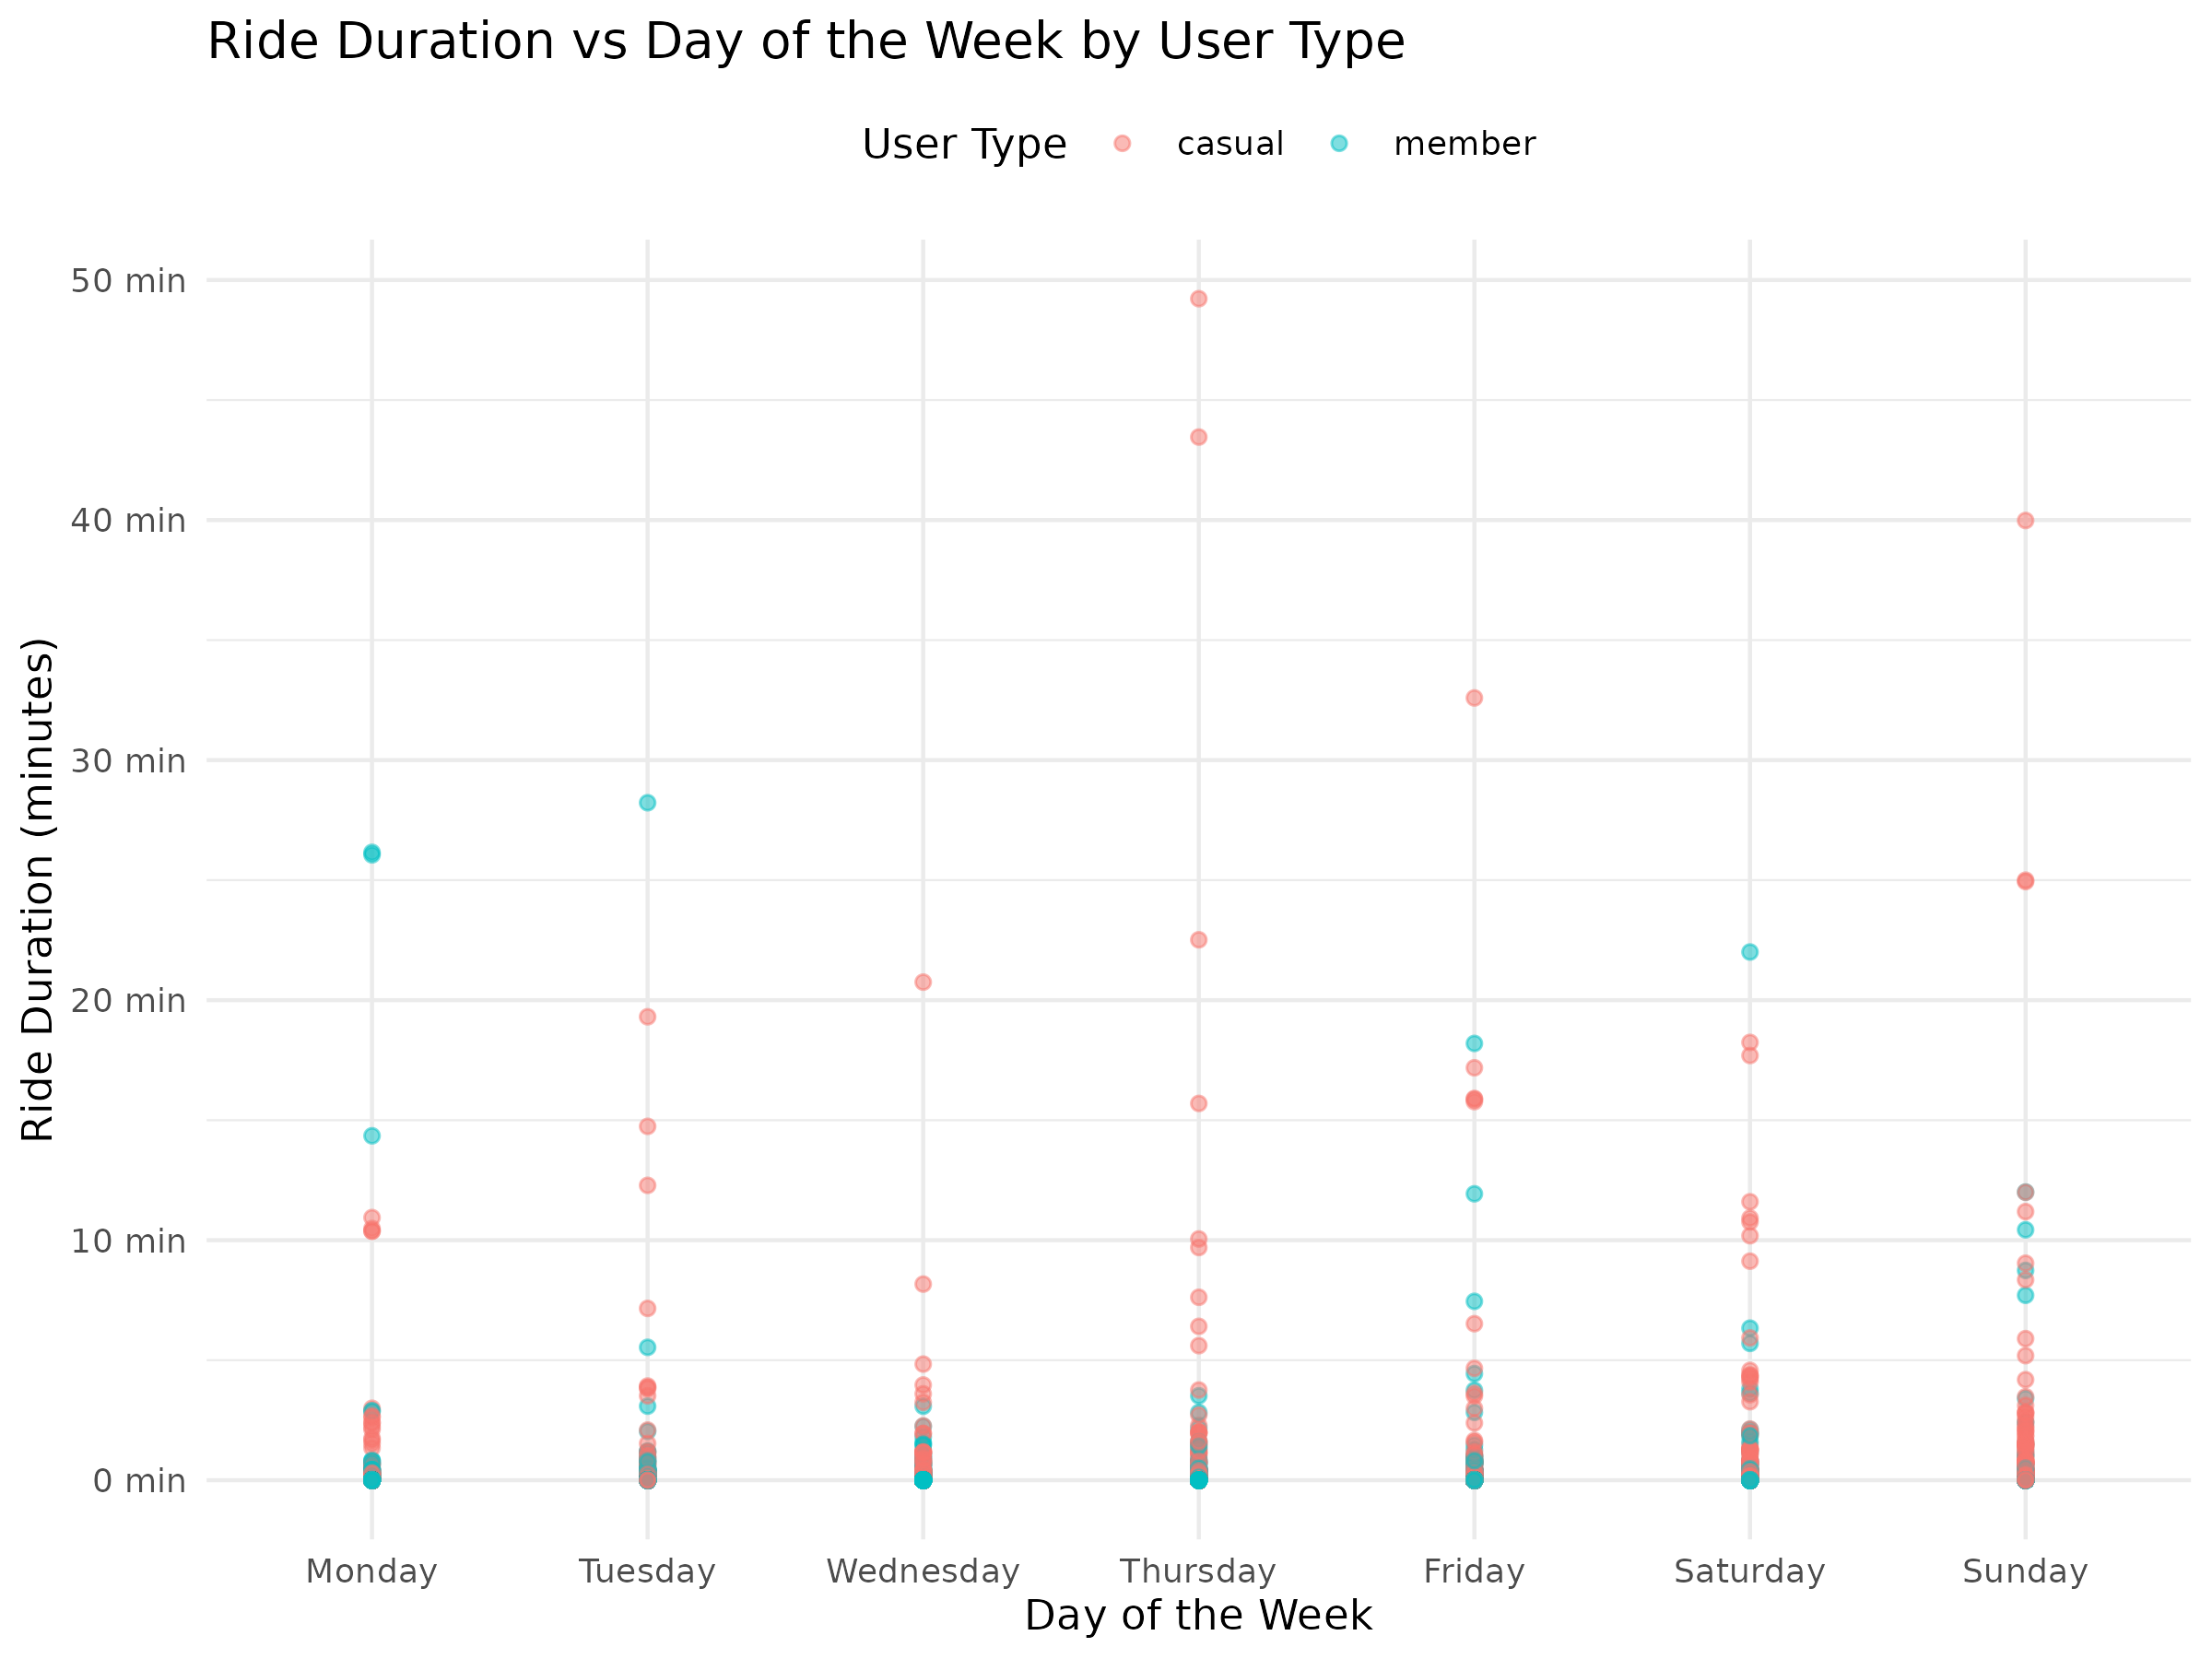 Ride Duration vs Day of the Week by User Type
User Type casual member
50 min
40 min
30 min
20 min
10 min
0 min
Ride Duration (minutes)
Monday Tuesday Wednesday Thursday Friday Saturday Sunday
Day of the Week